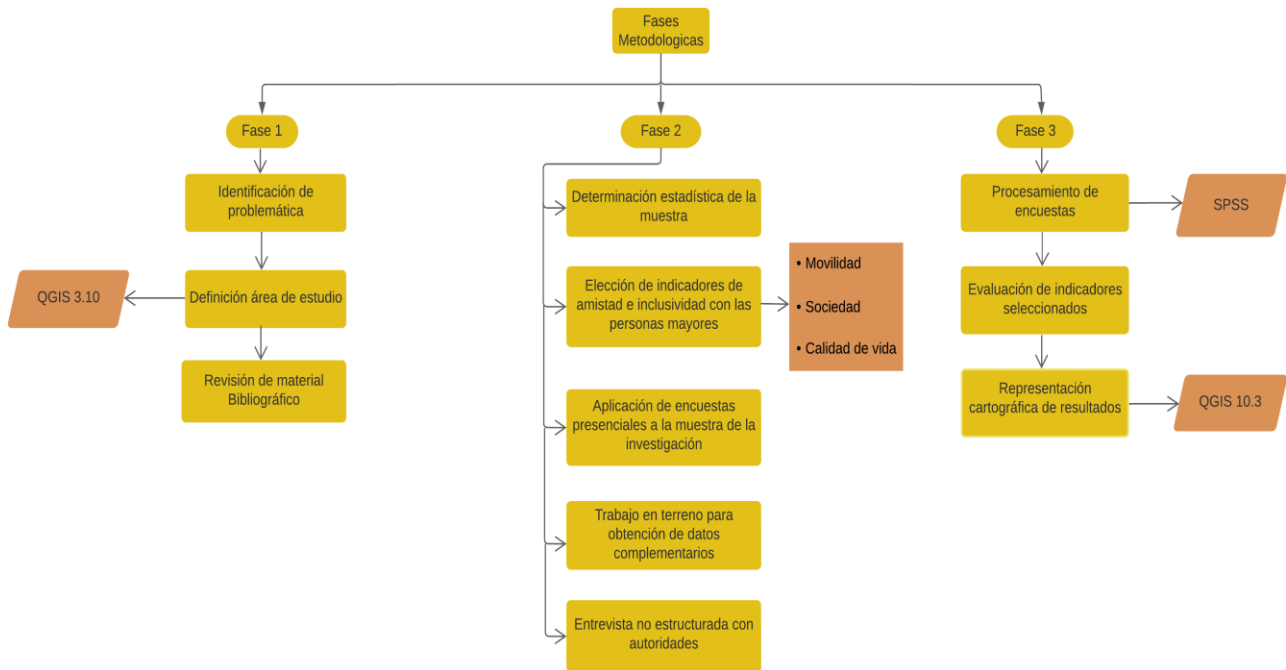 Fases
Metodologicas
Fase 1
Identificación de
problemática
QGIS 3.10
Definición área de estudio
Revisión de material
Bibliográfico
Fase 2
Determinación estadística de la
muestra
Elección de indicadores de
amistad e inclusividad con las
personas mayores
• Movilidad
• Sociedad
• Calidad de vida
Aplicación de encuestas
presenciales a la muestra de la
investigación
Trabajo en terreno para
obtención de datos
complementarios
Entrevista no estructurada con
autoridades
Fase 3
Procesamiento de
encuestas
SPSS
Evaluación de indicadores
seleccionados
Representación
cartográfica de resultados
QGIS 10.3